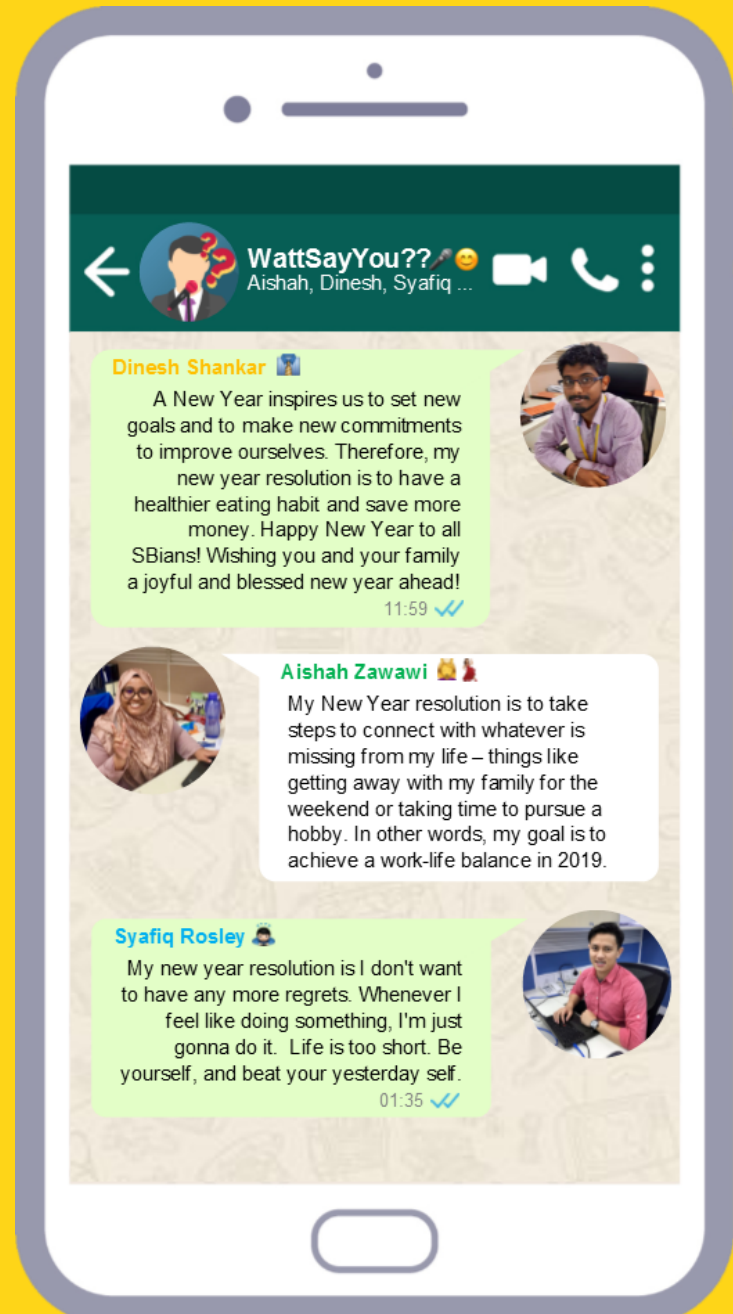 WattSayYou??🎤😊
Aishah, Dinesh, Syafiq ...
Dinesh Shankar
A New Year inspires us to set new
goals and to make new commitments
to improve ourselves. Therefore, my
new year resolution is to have a
healthier eating habit and save more
money. Happy New Year to all
SBians! Wishing you and your family
a joyful and blessed new year ahead!
11:59
Aishah Zawawi
My New Year resolution is to take
steps to connect with whatever is
missing from my life – things like
getting away with my family for the
weekend or taking time to pursue a
hobby. In other words, my goal is to
achieve a work-life balance in 2019.
Syafiq Rosley
My new year resolution is I don't want
to have any more regrets. Whenever I
feel like doing something, I'm just
gonna do it.  Life is too short. Be
yourself, and beat your yesterday self.
01:35